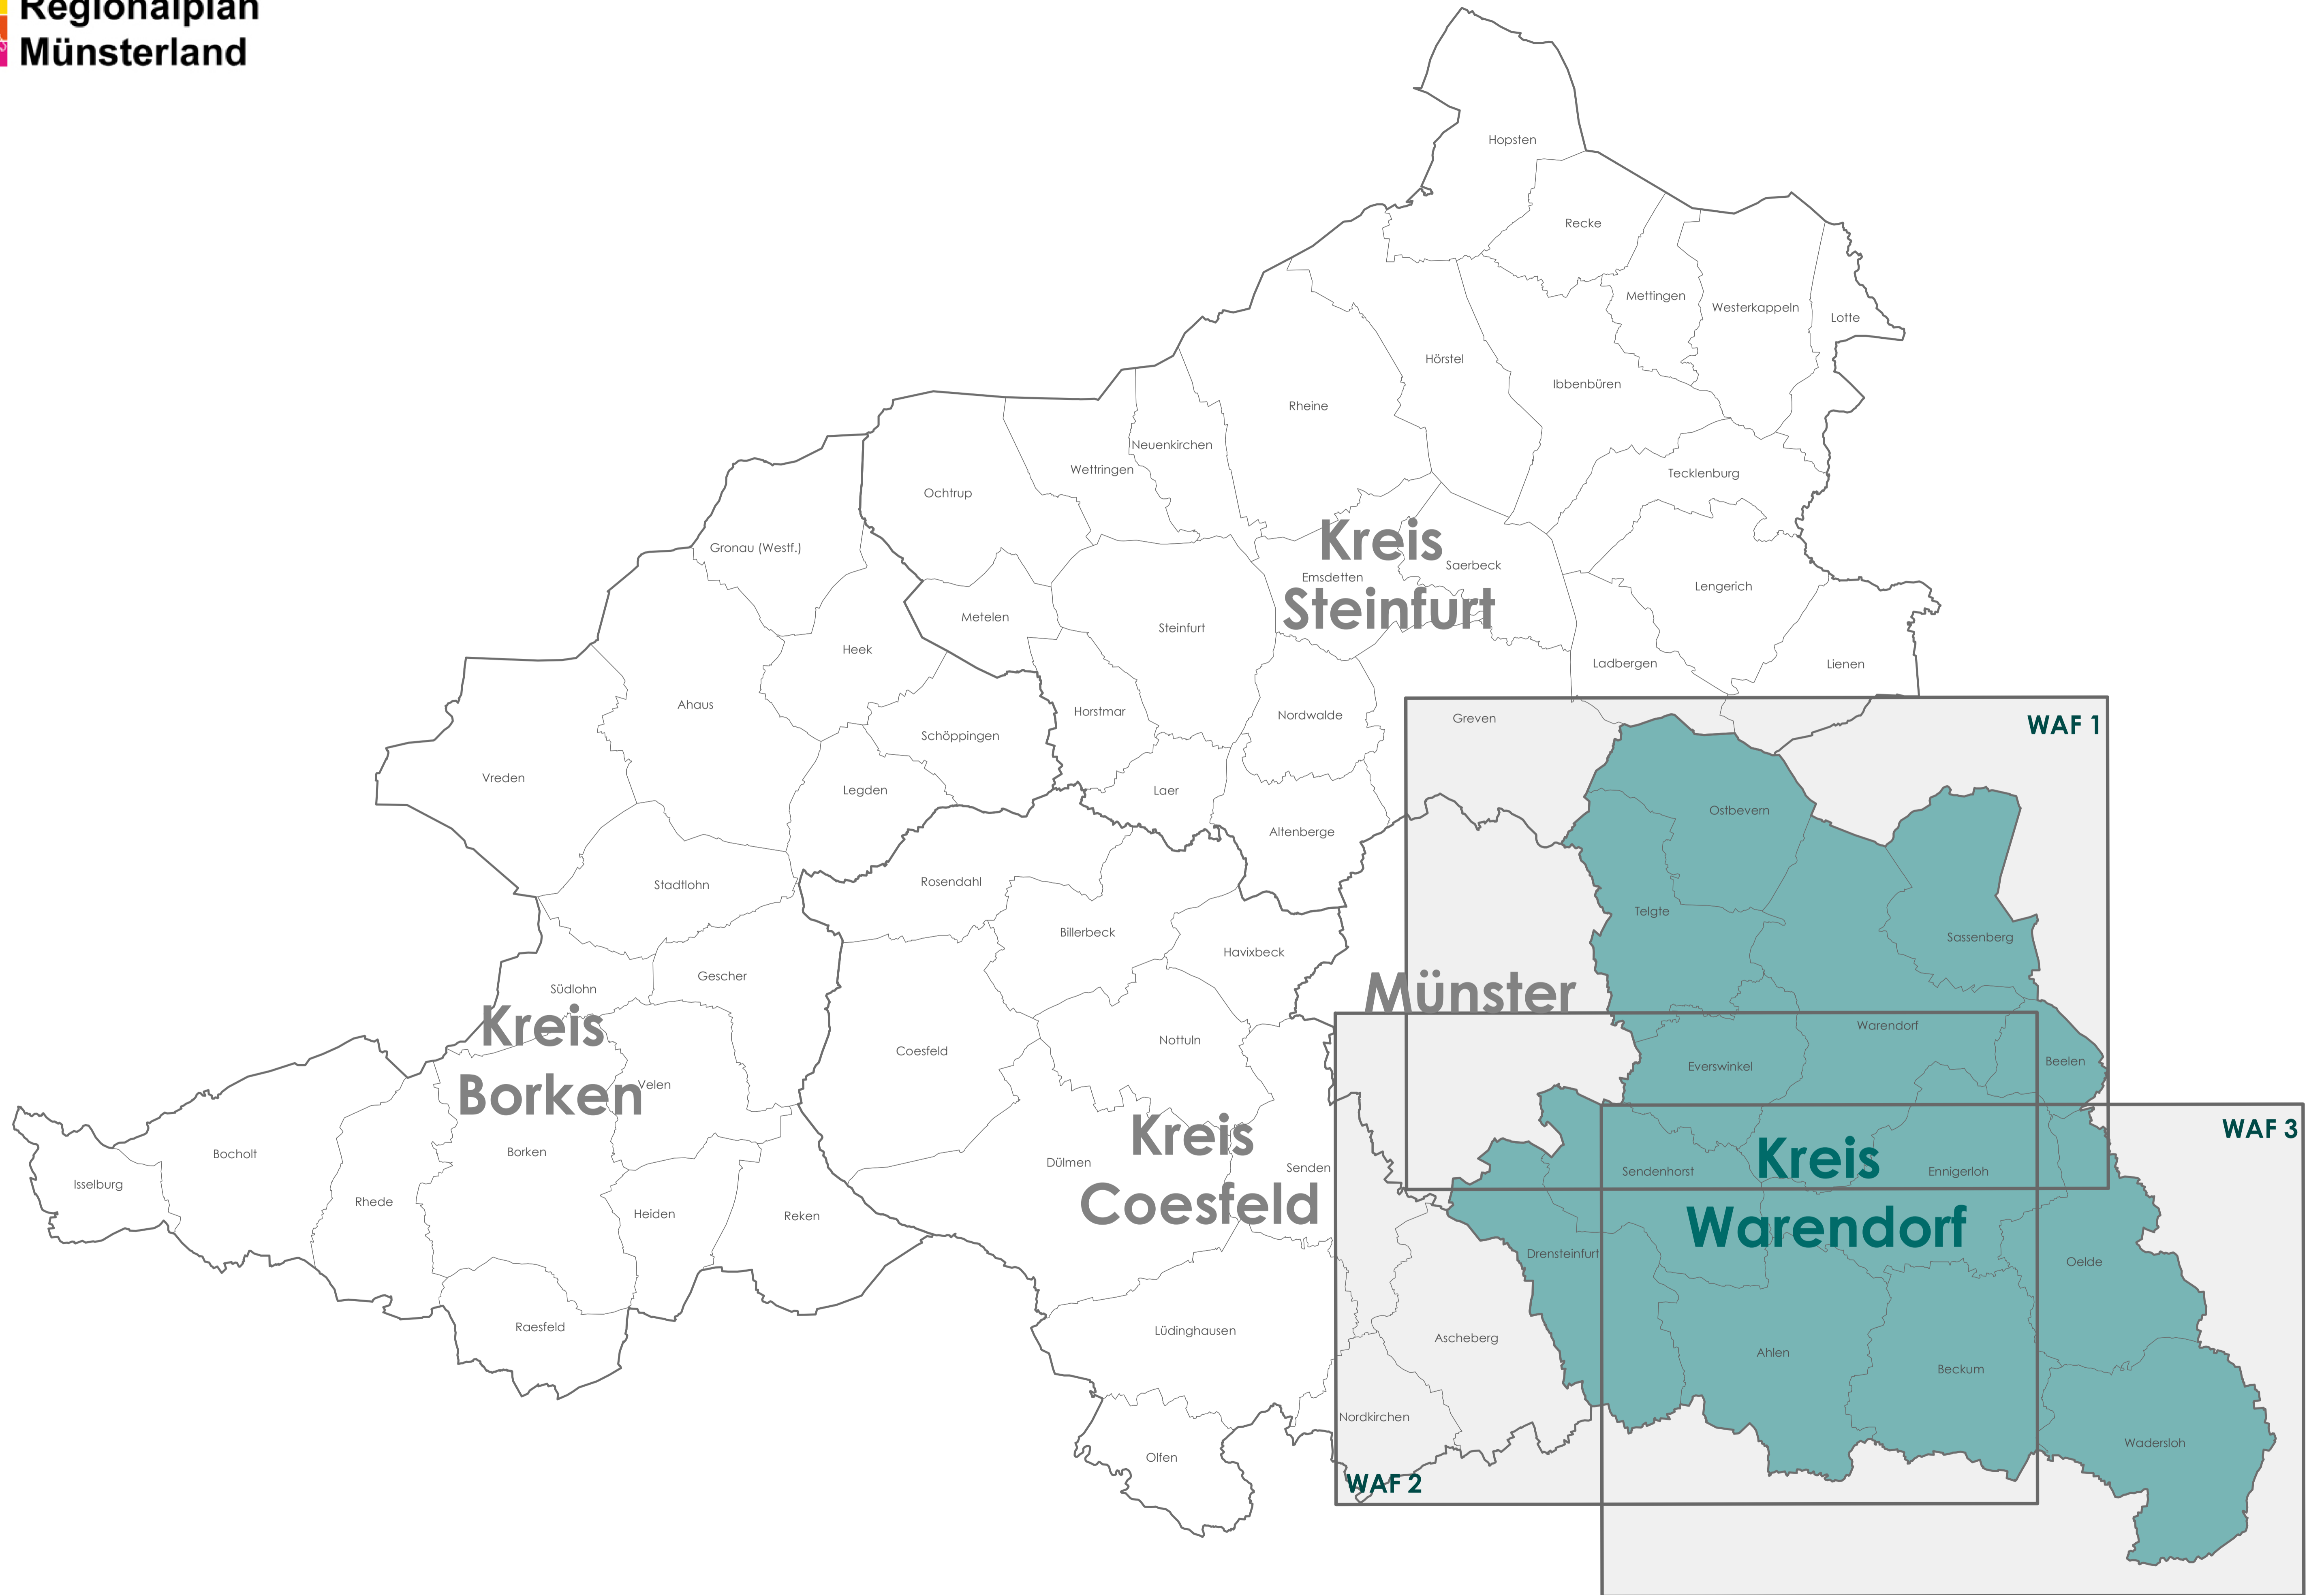 Regionalplan
Münsterland
Hopsten
Recke
Mettingen
Westerkappeln
Lotte
Hörstel
Ibbenbüren
Rheine
Neuenkirchen
Wettringen
Tecklenburg
Ochtrup
Gronau (Westf.)
Kreis
Steinfurt
Emsdetten
Saerbeck
Lengerich
Metelen
Steinfurt
Heek
Ladbergen
Lienen
Ahaus
Horstmar
Nordwalde
Greven
WAF 1
Schöppingen
Vreden
Legden
Laer
Altenberge
Ostbevern
Stadtlohn
Rosendahl
Telgte
Billerbeck
Havixbeck
Sassenberg
Gescher
Südlohn
Münster
Kreis
Borken
Warendorf
Nottuln
Coesfeld
Everswinkel
Beelen
Velen
Kreis
Coesfeld
WAF 3
Bocholt
Borken
Dülmen
Senden
Sendenhorst
Kreis
Warendorf
Ennigerloh
Isselburg
Rhede
Heiden
Reken
Drensteinfurt
Oelde
Raesfeld
Lüdinghausen
Ascheberg
Ahlen
Beckum
Nordkirchen
Wadersloh
Olfen
WAF 2